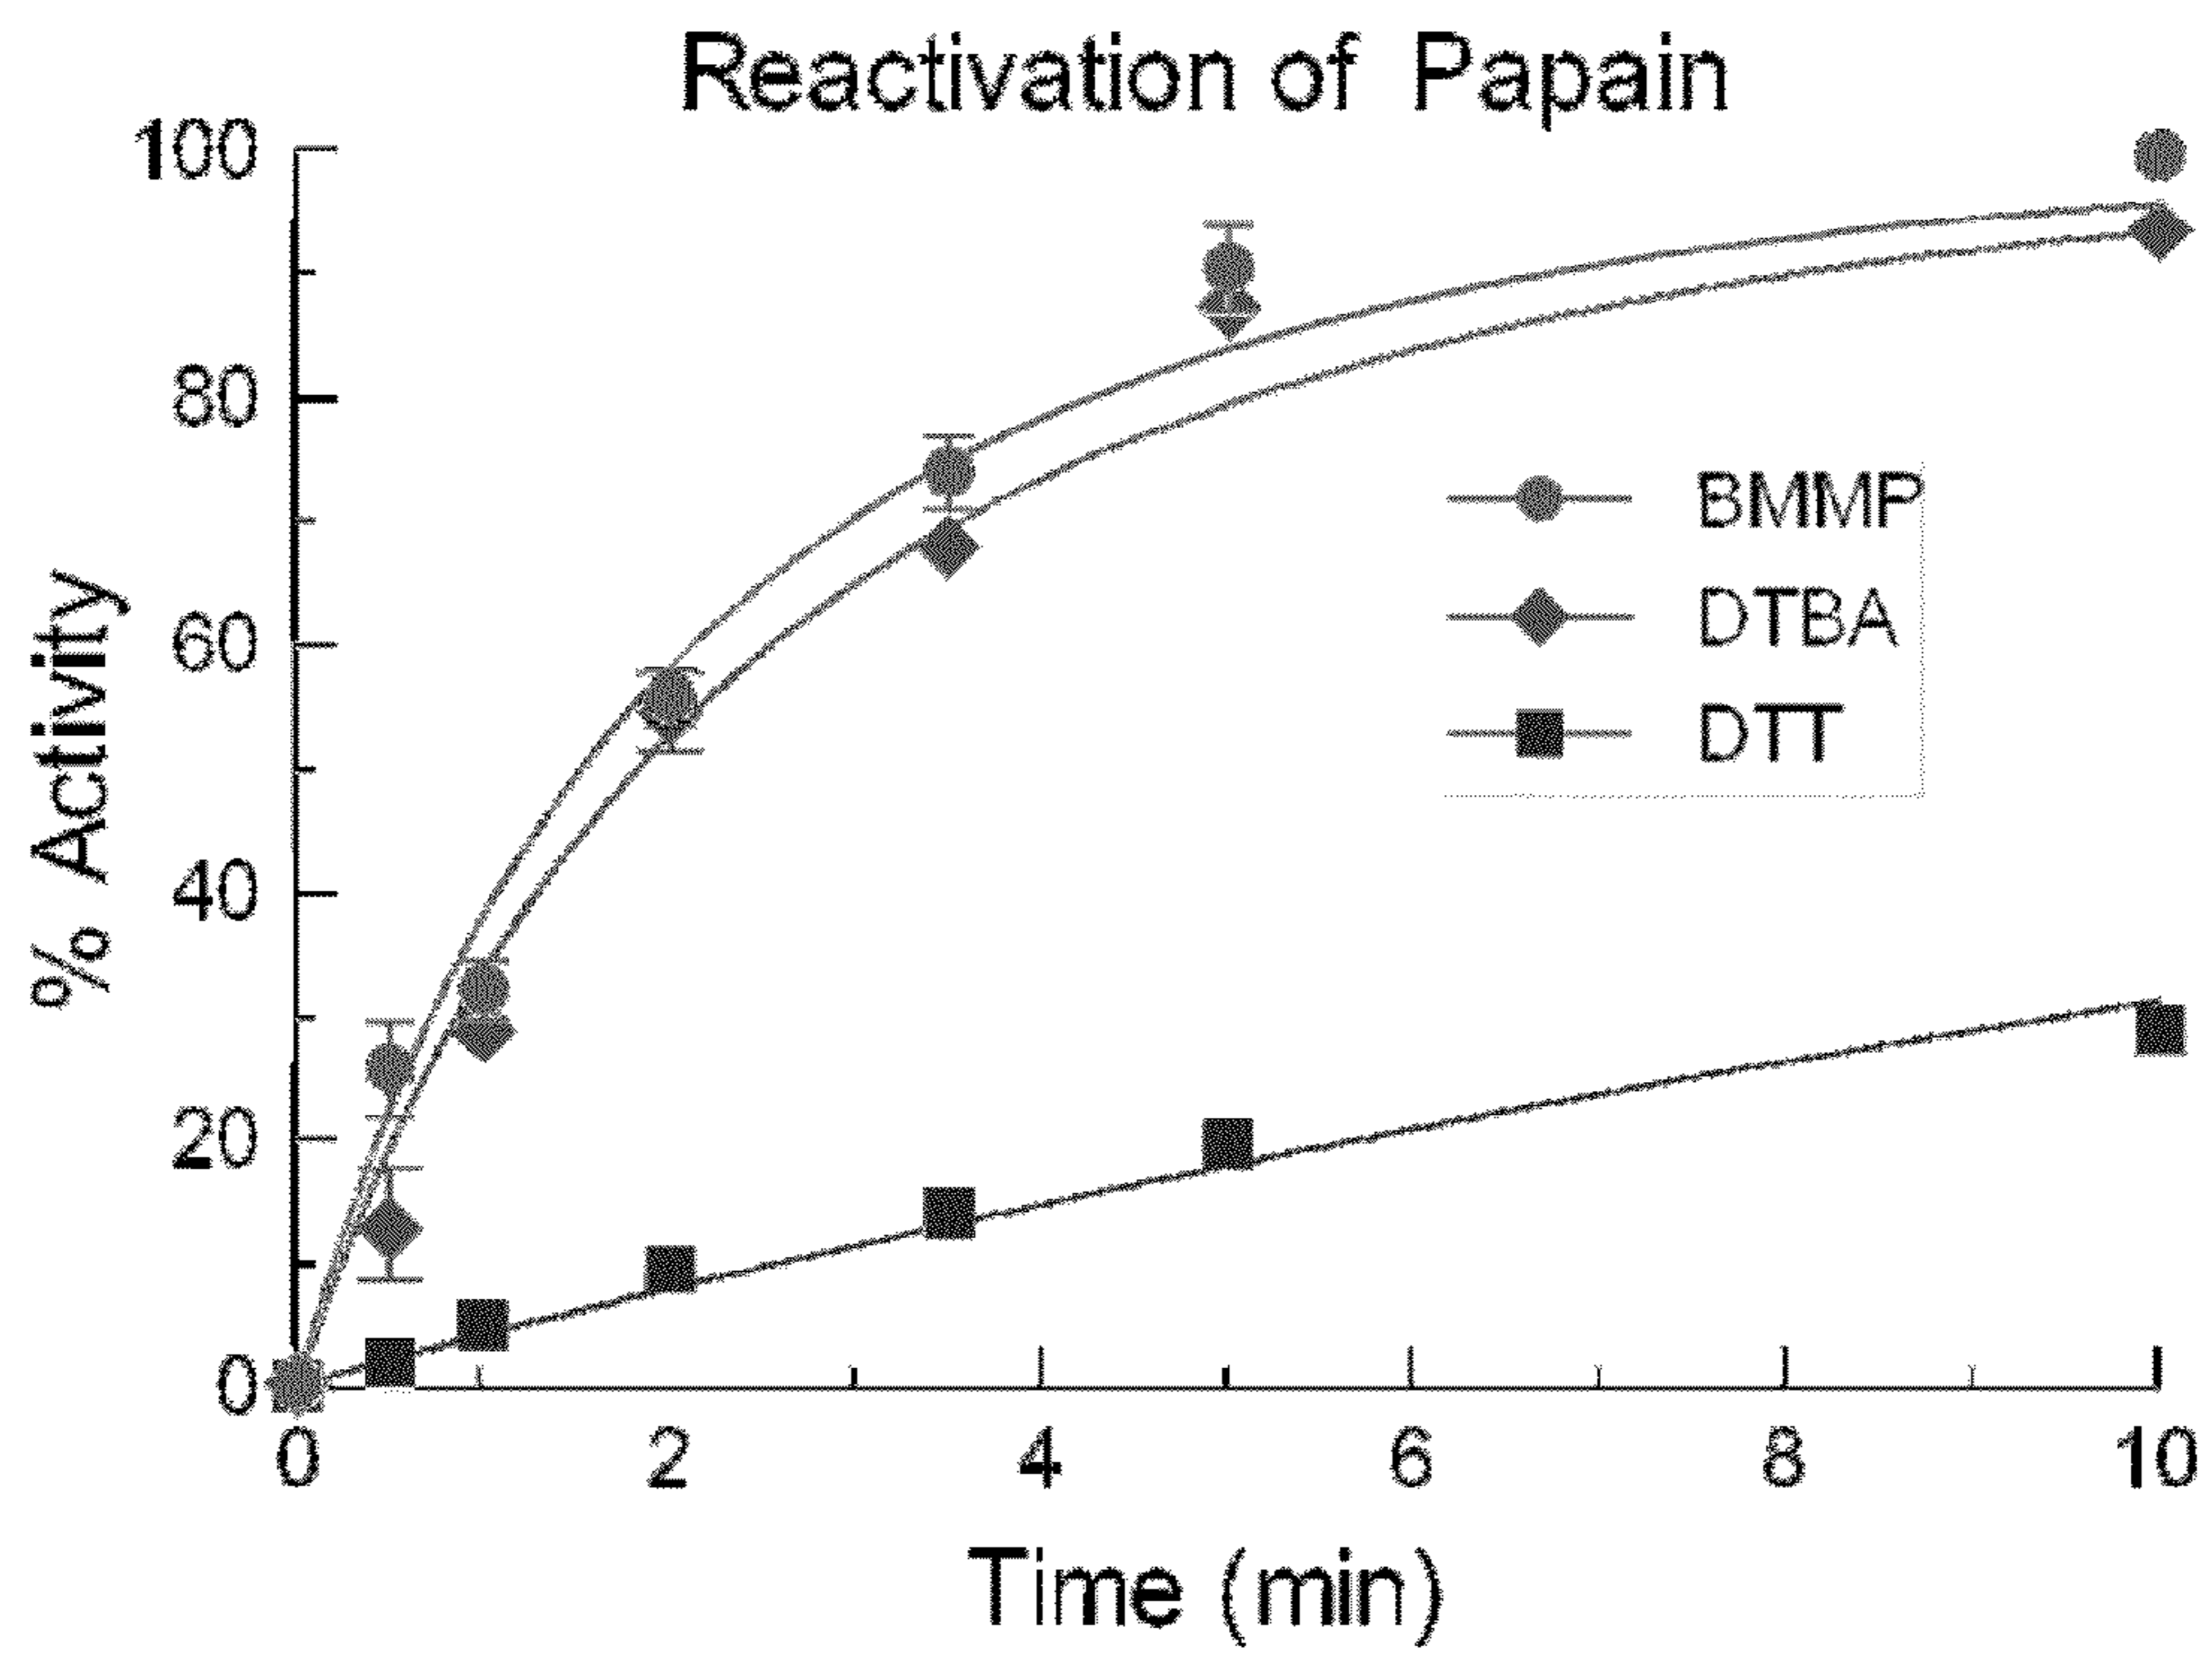 Reactivation of Papain
% Activity
100
80
60
40
20
0
BMMP
DTBA
DTT
0 2 4 6 8 10
Time (min)